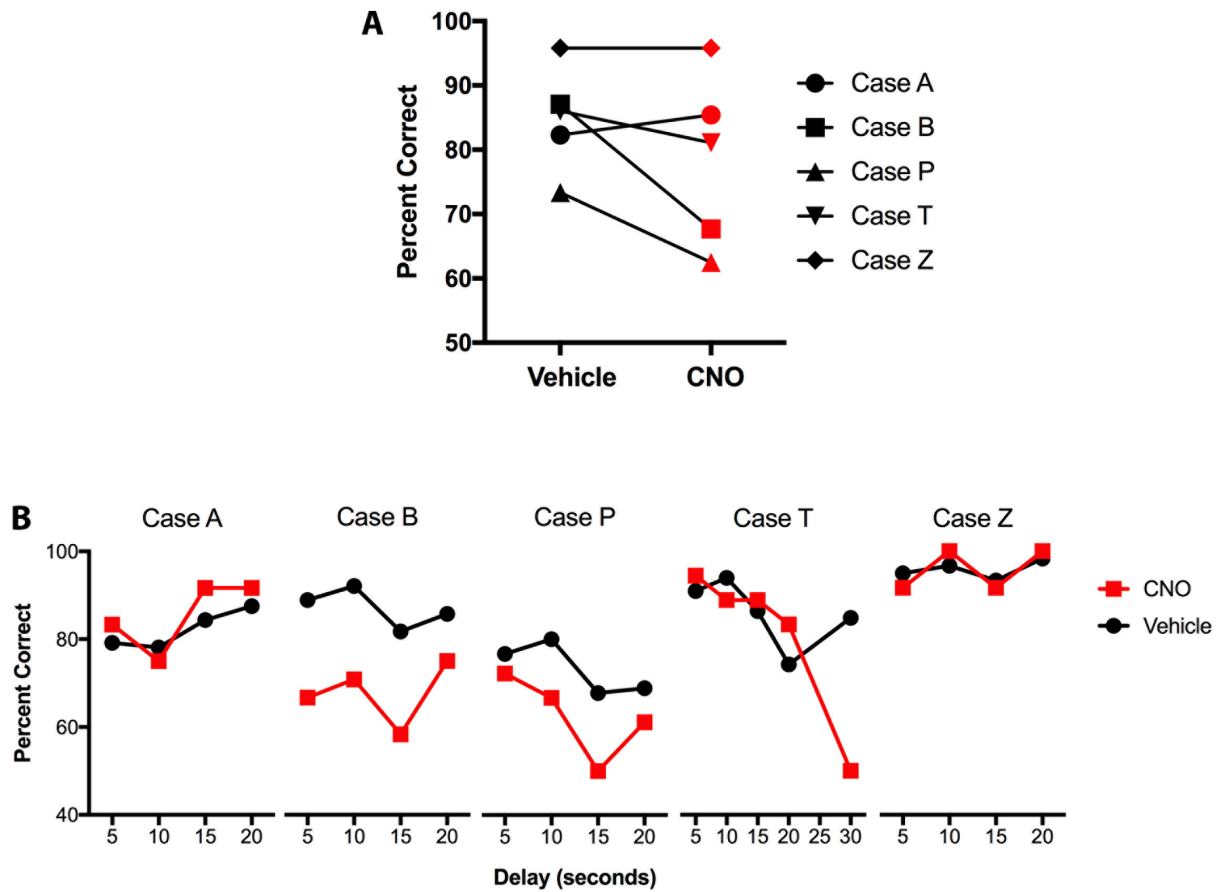 A
Percent Correct
100
90
80
70
60
50
Vehicle CNO
Case A
Case B
Case P
Case T
Case Z
B
Case A Case B Case P Case T Case Z
Percent Correct
100
80
60
40
5 10 15 20 5 10 15 20 5 10 15 20 5 10 15 20 25 30 5 10 15 20
Delay (seconds)
CNO
Vehicle